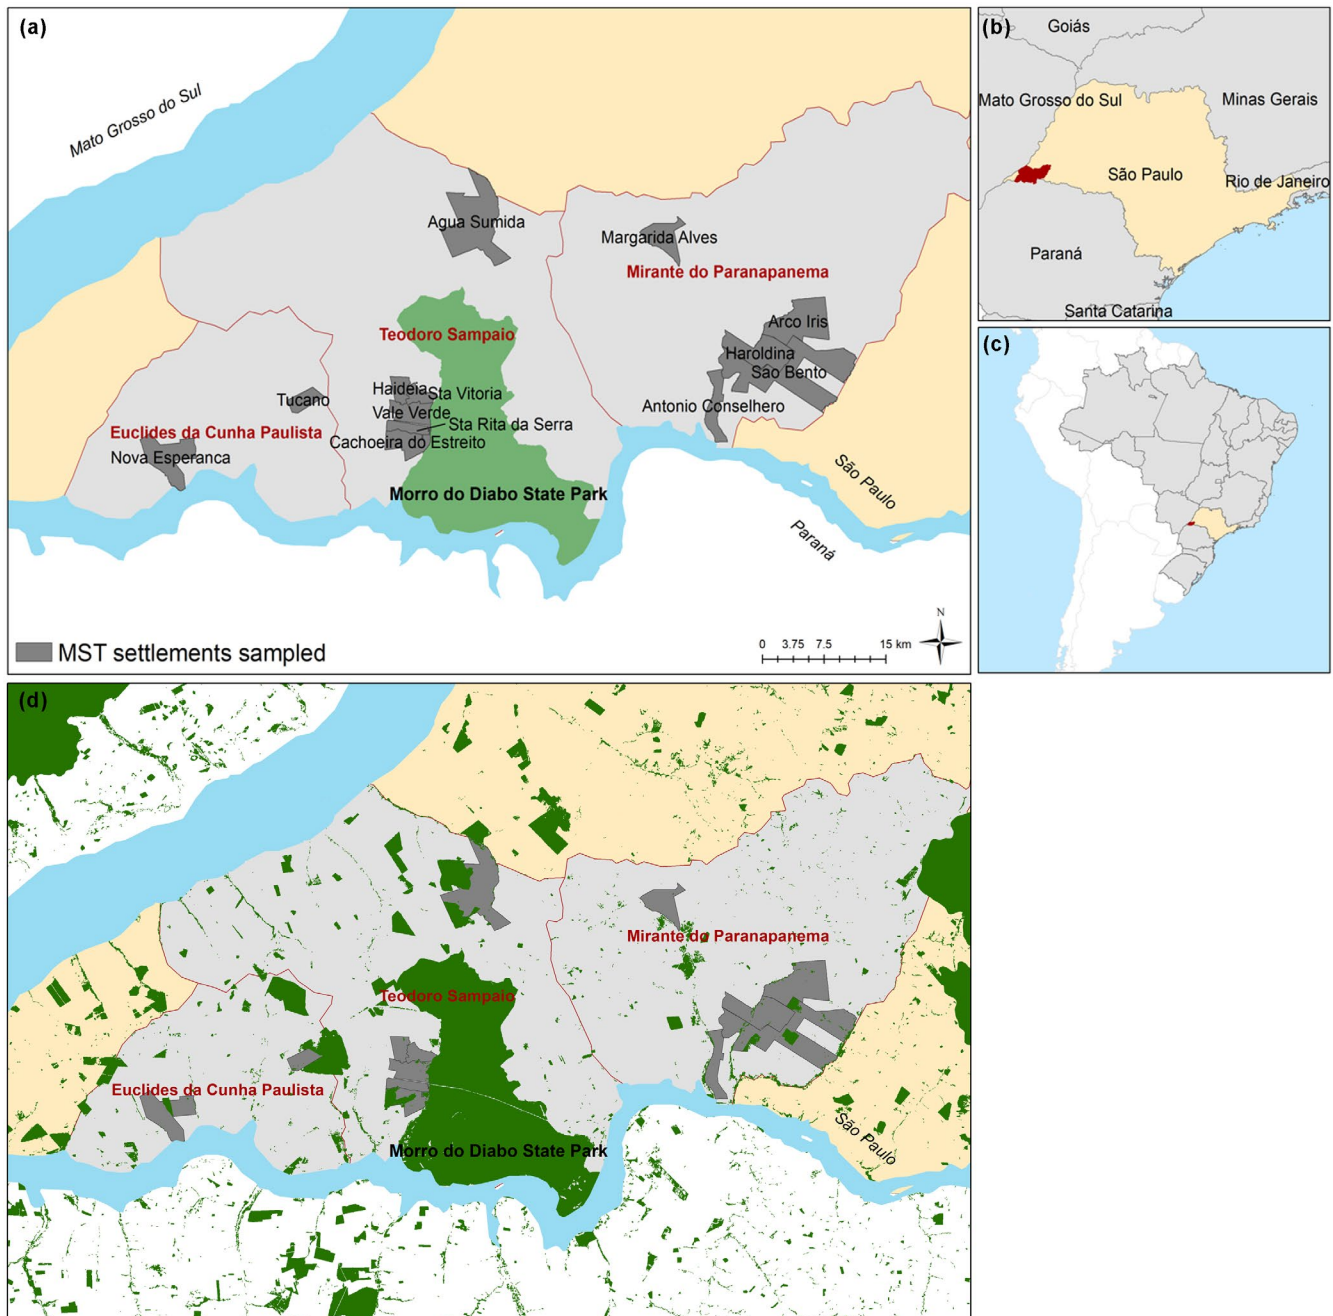 (a)
Mato Grosso do Sul
Agua Sumida
Margarida Alves
Mirante do Paranapanema
Teodoro Sampaio
Arco Iris
Haroldina
São Bento
Haideia
Sta Vitoria
Tucano
Vale Verde
Antonio Conselhero
Sta Rita da Serra
Euclides da Cunha Paulista
Cachoeira do Estreito
Nova Esperanca
Morro do Diabo State Park
São Paulo
Paraná
MST settlements sampled
0 3.75 7.5 15 km
N
(b)
Goiás
Mato Grosso do Sul
Minas Gerais
São Paulo
Rio de Janeiro
Paraná
Santa Catarina
(c)
(d)
Mirante do Paranapanema
Teodoro Sampaio
Euclides da Cunha Paulista
Morro do Diabo State Park
São Paulo